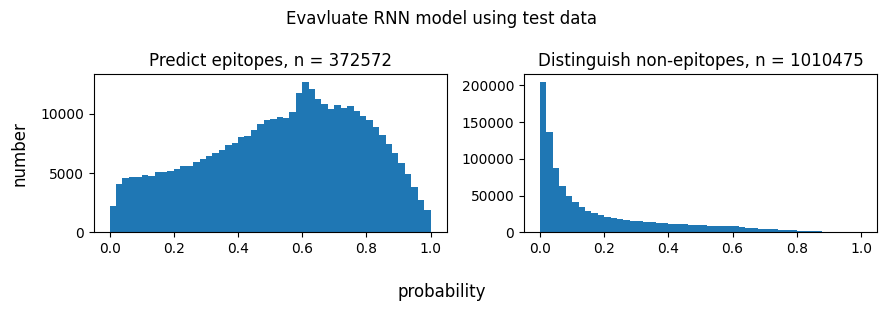 Evavluate RNN model using test data
Predict epitopes, n = 372572
Distinguish non-epitopes, n = 1010475
number
10000
5000
0
0.0 0.2 0.4 0.6 0.8 1.0
200000
150000
100000
50000
0
0.0 0.2 0.4 0.6 0.8 1.0
probability